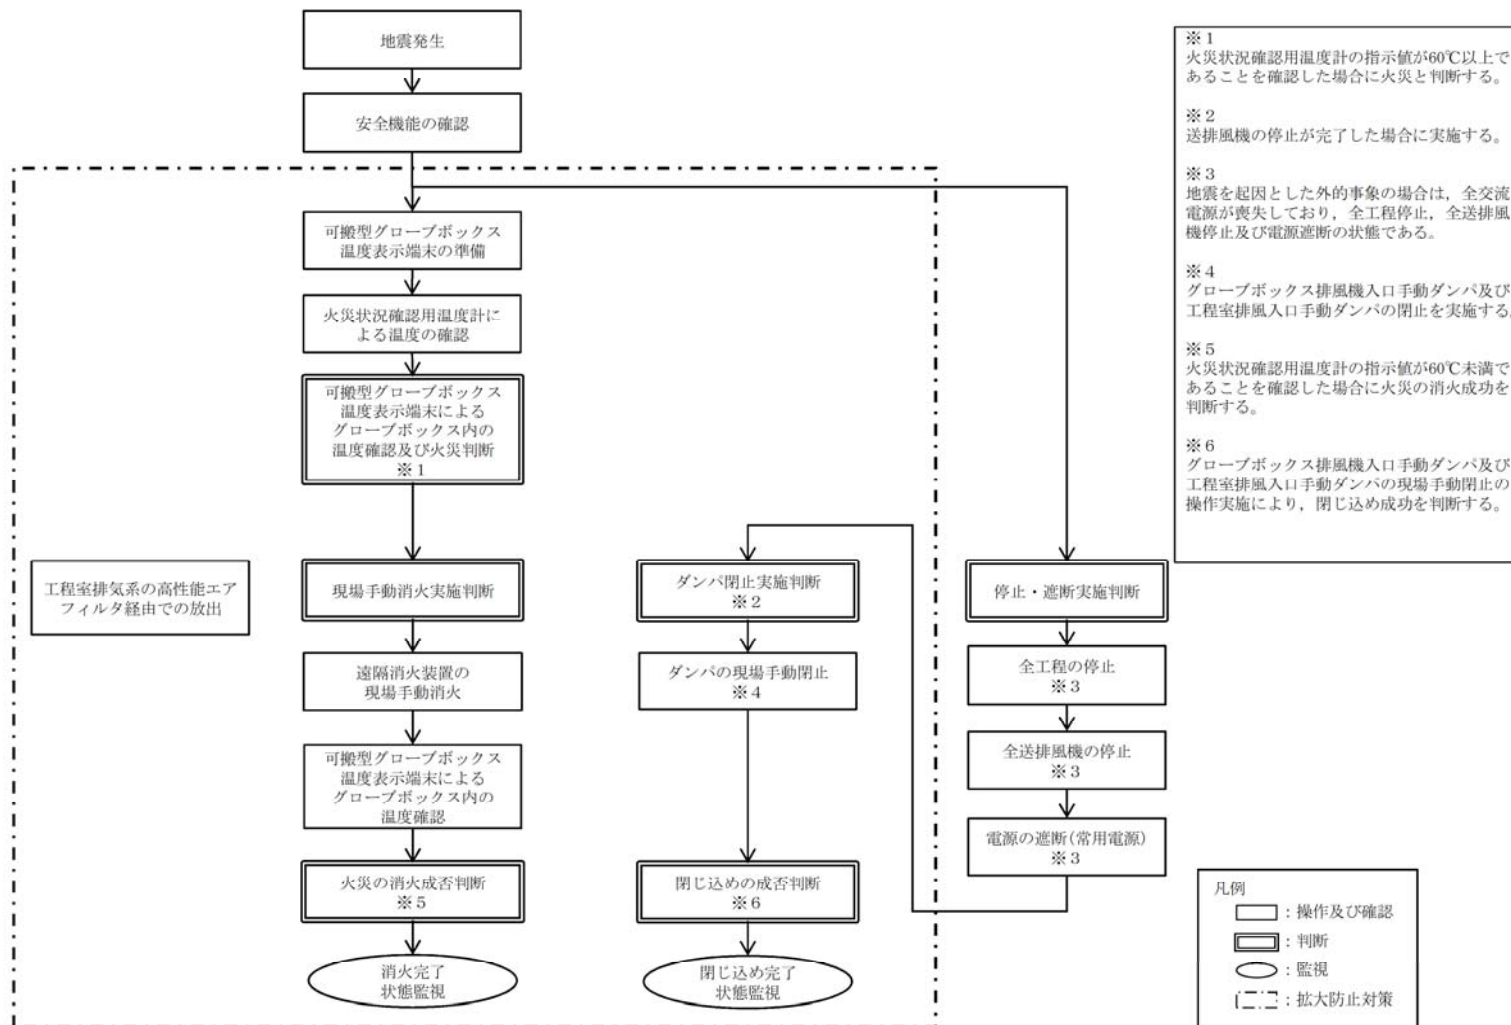 地震発生
安全機能の確認
可搬型グローブボックス
温度表示端末の準備
火災状況確認用温度計に
よる温度の確認
可搬型グローブボックス
温度表示端末による
グローブボックス内の
温度確認及び火災判断
※1
工程室排気系の高性能エア
フィルタ経由での放出
現場手動消火実施判断
遠隔消火装置の
現場手動消火
可搬型グローブボックス
温度表示端末による
グローブボックス内の
温度確認
火災の消火成否判断
※5
消火完了
状態監視
ダンパ閉止実施判断
※2
ダンパの現場手動閉止
※4
閉じ込めの成否判断
※6
閉じ込め完了
状態監視
停止・遮断実施判断
全工程の停止
※3
全送排風機の停止
※3
電源の遮断(常用電源)
※3
※1
火災状況確認用温度計の指示値が60℃以上で
あることを確認した場合に火災と判断する。
※2
送排風機の停止が完了した場合に実施する。
※3
地震を起因とした外的事象の場合は，全交流
電源が喪失しており，全工程停止，全送排風
機停止及び電源遮断の状態である。
※4
グローブボックス排風機入口手動ダンパ及び
工程室排風入口手動ダンパの閉止を実施する。
※5
火災状況確認用温度計の指示値が60℃未満で
あることを確認した場合に火災の消火成功を
判断する。
※6
グローブボックス排風機入口手動ダンパ及び
工程室排風入口手動ダンパの現場手動閉止の
操作実施により，閉じ込め成功を判断する。
凡例
：操作及び確認
：判断
：監視
：拡大防止対策